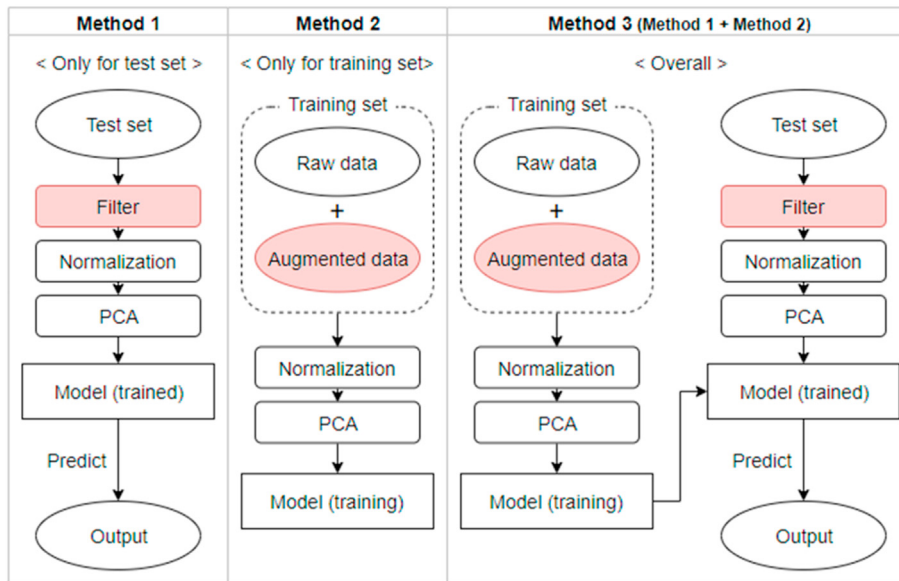 Method 1
< Only for test set >
Test set
Filter
Normalization
PCA
Model (trained)
Predict
Output
Method 2
< Only for training set>
Training set
Raw data
+
Augmented data
Normalization
PCA
Model (training)
Method 3 (Method 1 + Method 2)
< Overall >
Training set
Raw data
+
Augmented data
Normalization
PCA
Model (training)
Test set
Filter
Normalization
PCA
Model (trained)
Predict
Output